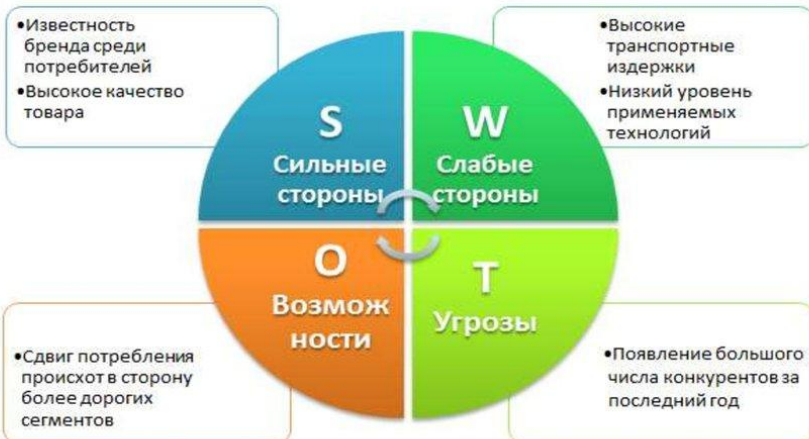 •Известность
бренда среди
потребителей
•Высокое качество
товара
•Высокие
транспортные
издержки
•Низкий уровень
применяемых
технологий
S
Сильные
стороны
W
Слабые
стороны
O
Возмож
ности
T
Угрозы
•Сдвиг потребления
происхот в сторону
более дорогих
сегментов
•Появление большого
числа конкурентов за
последний год